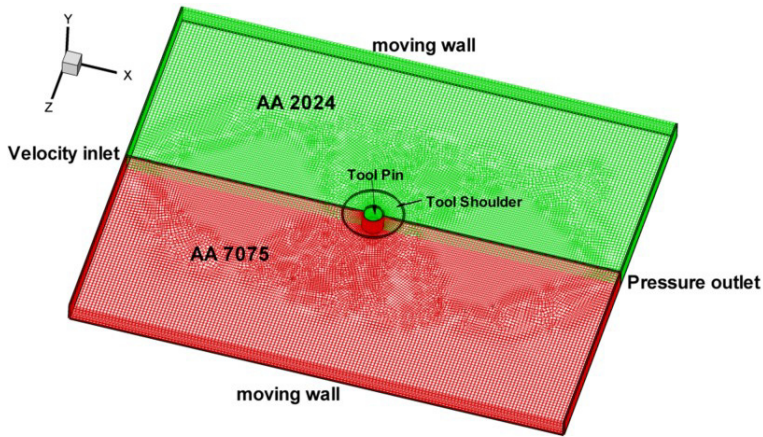 moving wall
Y
X
Z
AA 2024
Velocity inlet
Tool Pin
Tool Shoulder
AA 7075
Pressure outlet
moving wall